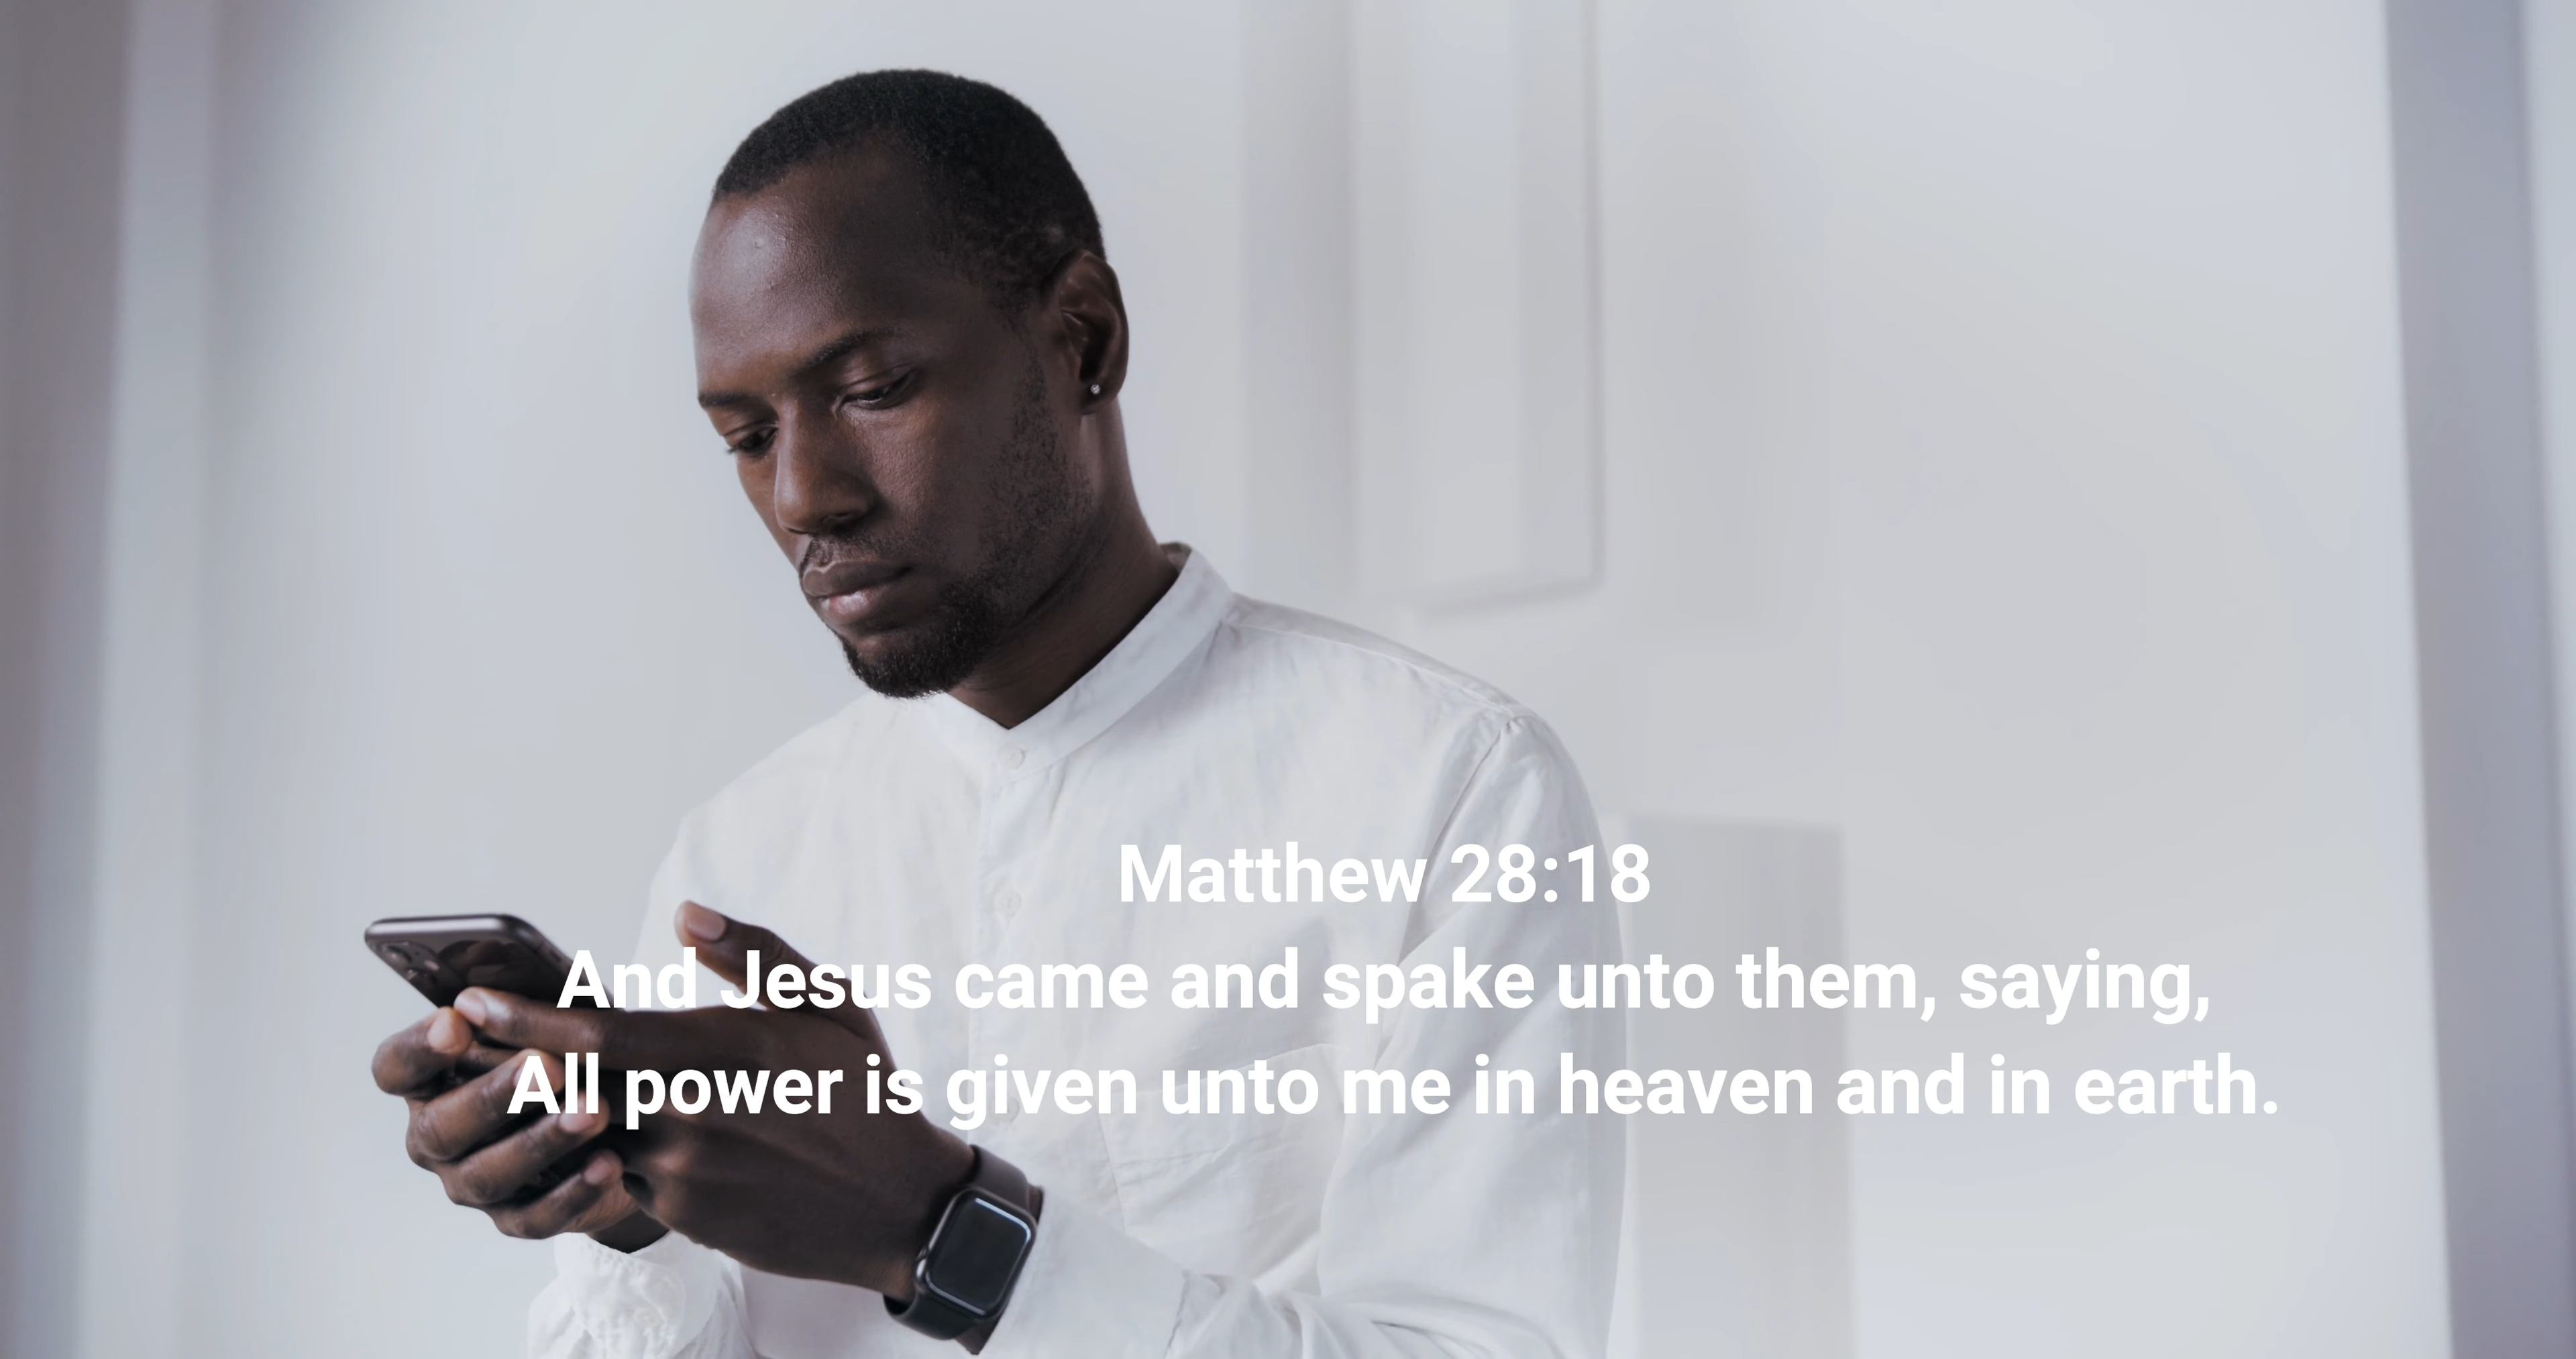 Matthew 28:18
And Jesus came and spake unto them, saying,
All power is given unto me in heaven and in earth.